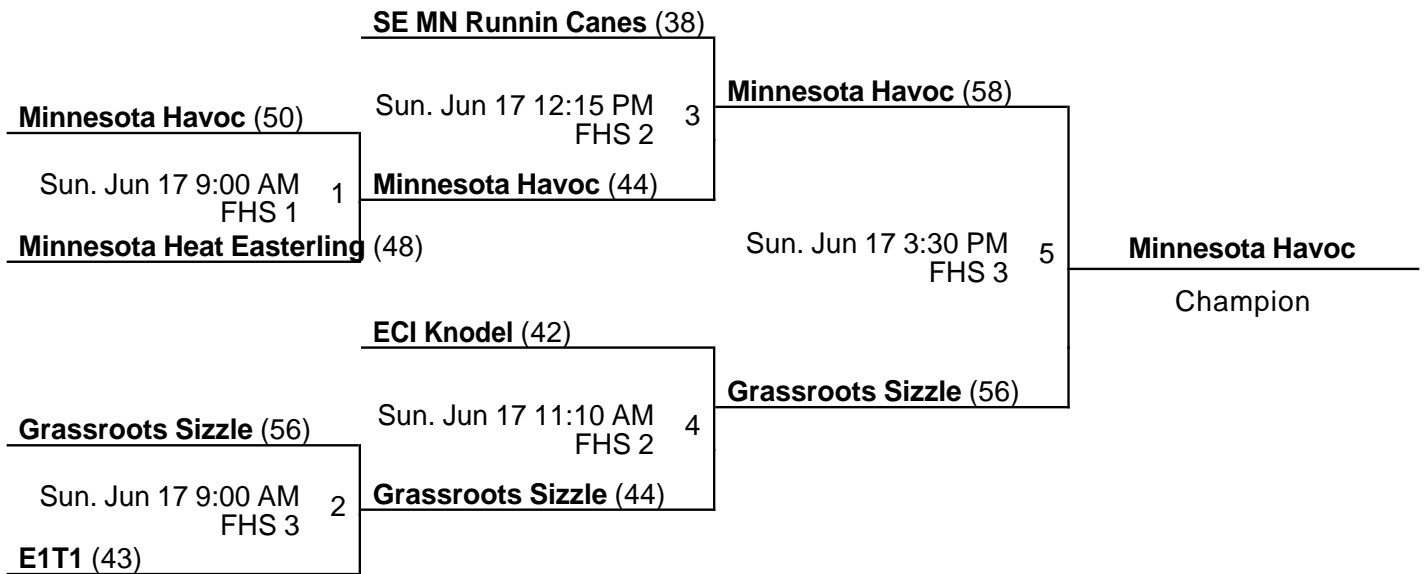 SE MN Runnin Canes (38)
Minnesota Havoc (50)
Sun. Jun 17 12:15 PM
FHS 2
3
Minnesota Havoc (58)
Sun. Jun 17 9:00 AM
FHS 1
1
Minnesota Havoc (44)
Minnesota Heat Easterling (48)
Sun. Jun 17 3:30 PM
FHS 3
5
Minnesota Havoc
Champion
ECI Knodel (42)
Grassroots Sizzle (56)
Sun. Jun 17 11:10 AM
FHS 2
4
Grassroots Sizzle (56)
Sun. Jun 17 9:00 AM
FHS 3
2
Grassroots Sizzle (44)
E1T1 (43)